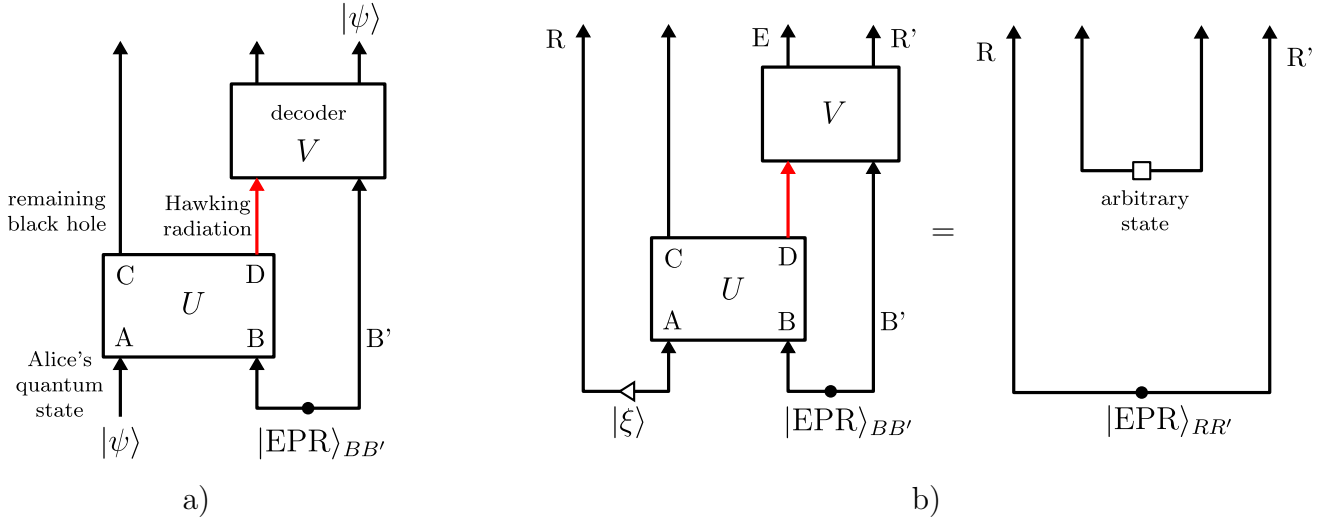 |ψ⟩
decoder
V
remaining
black hole
Hawking
radiation
C
D
U
A
B
B'
Alice's
quantum
state
|ψ⟩
|EPR⟩_{BB'}
a)
R
E
R'
V
C
D
U
A
B
B'
|ξ⟩
|EPR⟩_{BB'}
=
R
R'
arbitrary
state
|EPR⟩_{RR'}
b)